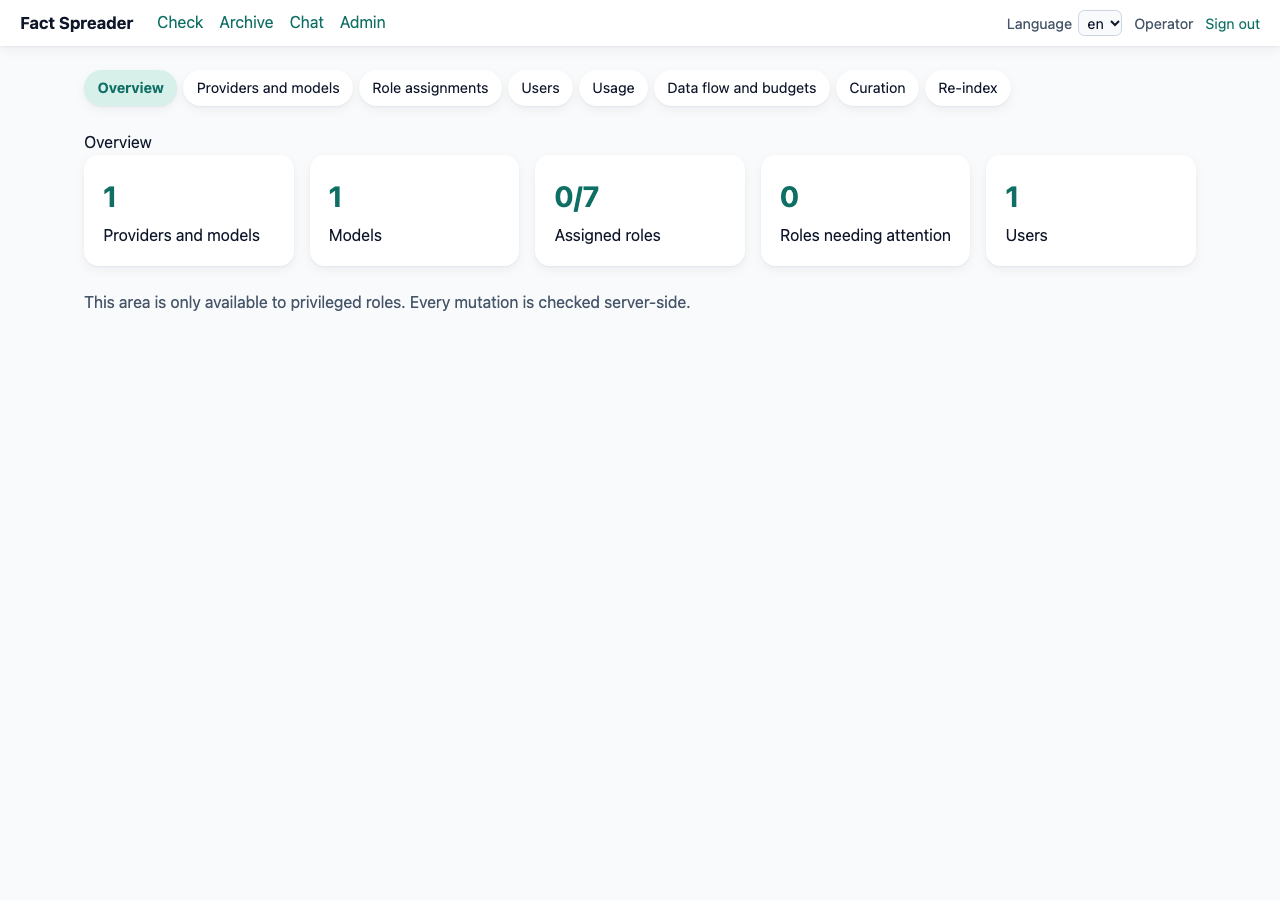 Fact Spreader Check Archive Chat Admin Language en Operator Sign out
Overview Providers and models Role assignments Users Usage Data flow and budgets Curation Re-index
Overview
1 1 0/7 0 1
Providers and models Models Assigned roles Roles needing attention Users
This area is only available to privileged roles. Every mutation is checked server-side.